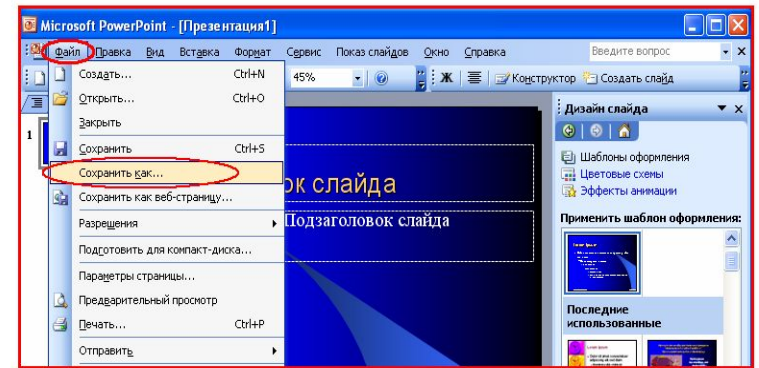 Microsoft PowerPoint - [Презентация1]
Файл Правка Вид Вставка Формат Сервис Показ слайдов Окно Справка Введите вопрос
45% Ж Конструктор Создать слайд
Создать... Ctrl+N
Открыть... Ctrl+O
Закрыть
Сохранить Ctrl+S
Сохранить как...
Сохранить как веб-страницу...
Разрешения
Подготовить для компакт-диска...
Параметры страницы...
Предварительный просмотр
Печать... Ctrl+P
Отправить
1
ок слайда
Подзаголовок слайда
Дизайн слайда
Шаблоны оформления
Цветовые схемы
Эффекты анимации
Применить шаблон оформления:
Последние
использованные